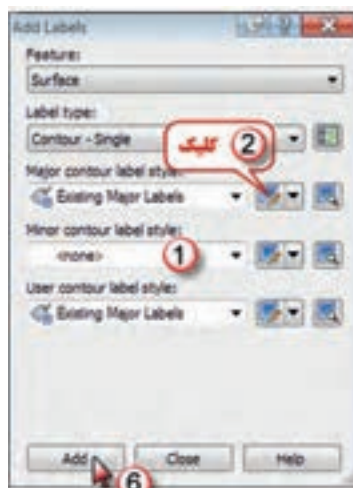 Add Labels
Feature:
Surface
Label type:
Contour - Single
کلیک 2
Major contour label style:
Existing Major Labels
Minor contour label style:
<none> 1
User contour label style:
Existing Major Labels
Add Close Help
6